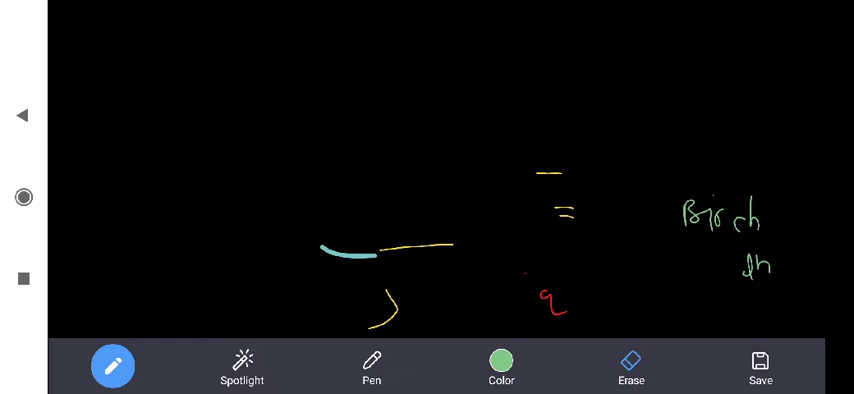 =
Birch
q
Spotlight
Pen
Color
Erase
Save